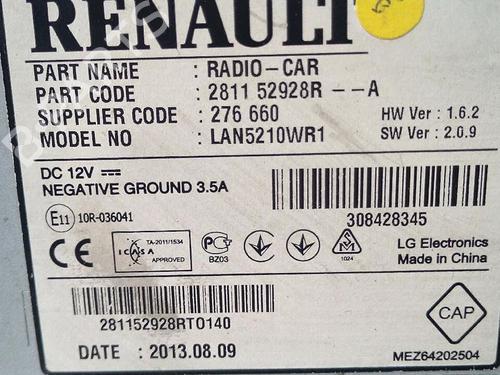 RENAULT
PART NAME : RADIO-CAR
PART CODE : 2811 52928R --A
SUPPLIER CODE : 276 660
HW Ver : 1.6.2
MODEL NO : LAN5210WR1
SW Ver : 2.0.9
DC 12V
NEGATIVE GROUND 3.5A
E11 10R-036041
308428345
CE
ICASA
TA-2011/1534
APPROVED
BZ03
1024
LG Electronics
Made in China
281152928RT0140
CAP
DATE : 2013.08.09
MEZ64202504